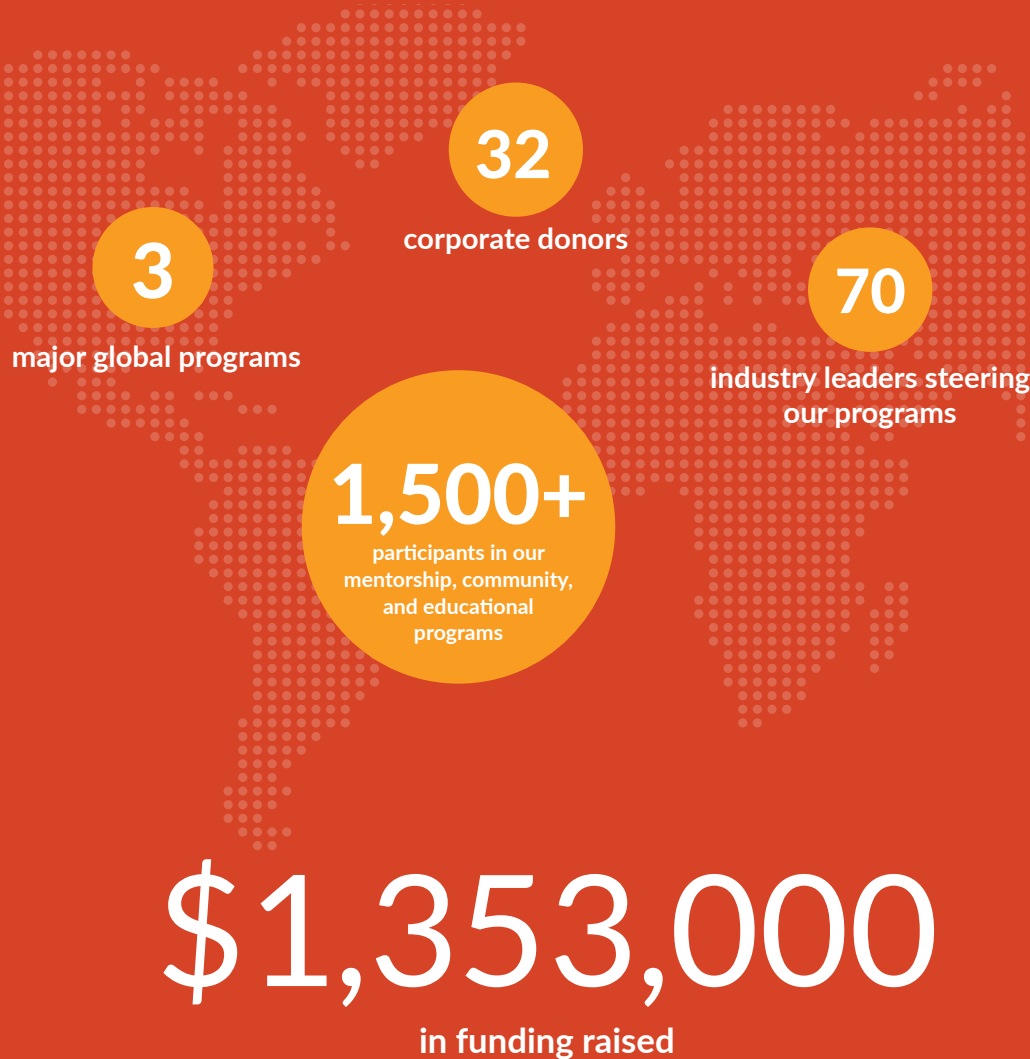 32
corporate donors
3
major global programs
70
industry leaders steering
our programs
1,500+
participants in our
mentorship, community,
and educational
programs
$1,353,000
in funding raised